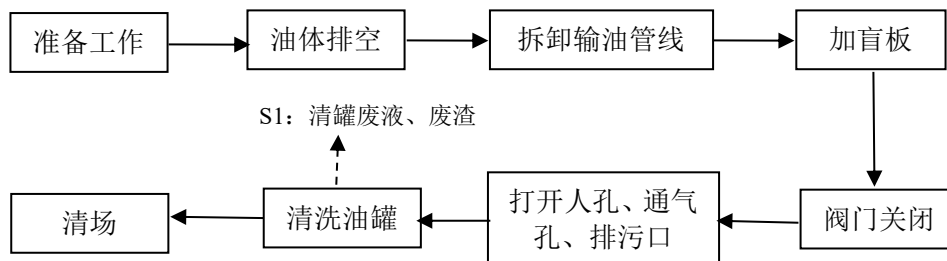 准备工作
油体排空
拆卸输油管线
加盲板
S1：清罐废液、废渣
清场
清洗油罐
打开人孔、通气
孔、排污口
阀门关闭